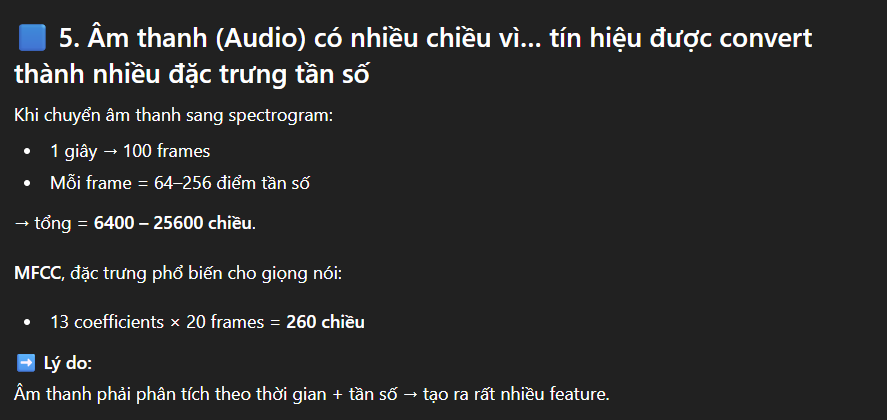 5. Âm thanh (Audio) có nhiều chiều vì... tín hiệu được convert
thành nhiều đặc trưng tần số
Khi chuyển âm thanh sang spectrogram:
• 1 giây → 100 frames
• Mỗi frame = 64–256 điểm tần số
→ tổng = 6400 – 25600 chiều.
MFCC, đặc trưng phổ biến cho giọng nói:
• 13 coefficients × 20 frames = 260 chiều
➡ Lý do:
Âm thanh phải phân tích theo thời gian + tần số → tạo ra rất nhiều feature.